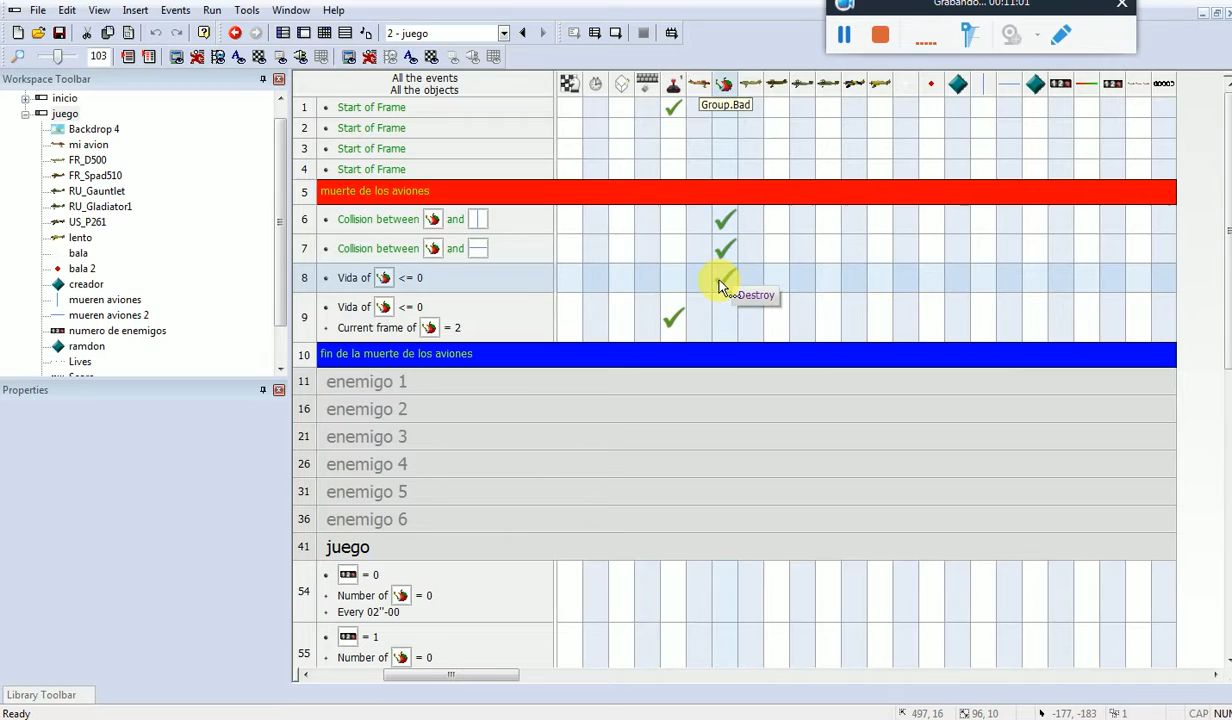 Grabando... 00:11:01
File Edit View Insert Events Run Tools Window Help
103
2 - juego
Workspace Toolbar
inicio
juego
Backdrop 4
mi avion
FR_D500
FR_Spad510
RU_Gauntlet
RU_Gladiator1
US_P261
lento
bala
bala 2
creador
mueren aviones
mueren aviones 2
numero de enemigos
ramdon
Lives
Properties
Library Toolbar
All the events
All the objects
Group.Bad
1 • Start of Frame
2 • Start of Frame
3 • Start of Frame
4 • Start of Frame
5 muerte de los aviones
6 • Collision between and
7 • Collision between and
8 • Vida of <= 0
Destroy
9 • Vida of <= 0
• Current frame of = 2
10 fin de la muerte de los aviones
11 enemigo 1
16 enemigo 2
21 enemigo 3
26 enemigo 4
31 enemigo 5
36 enemigo 6
41 juego
54 • = 0
• Number of = 0
• Every 02"-00
55 • = 1
• Number of = 0
Ready
497, 16 96, 10 -177, -183 1 CAP NUM